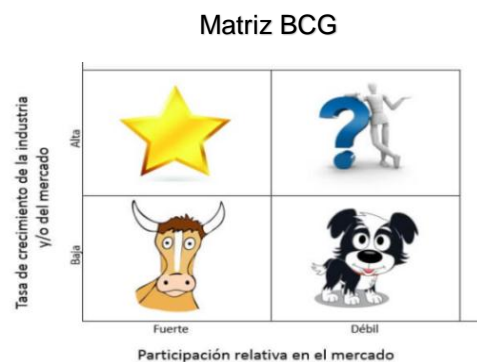 Matriz BCG
Tasa de crecimiento de la industria
y/o del mercado
Alta
Baja
Fuerte
Débil
Participación relativa en el mercado